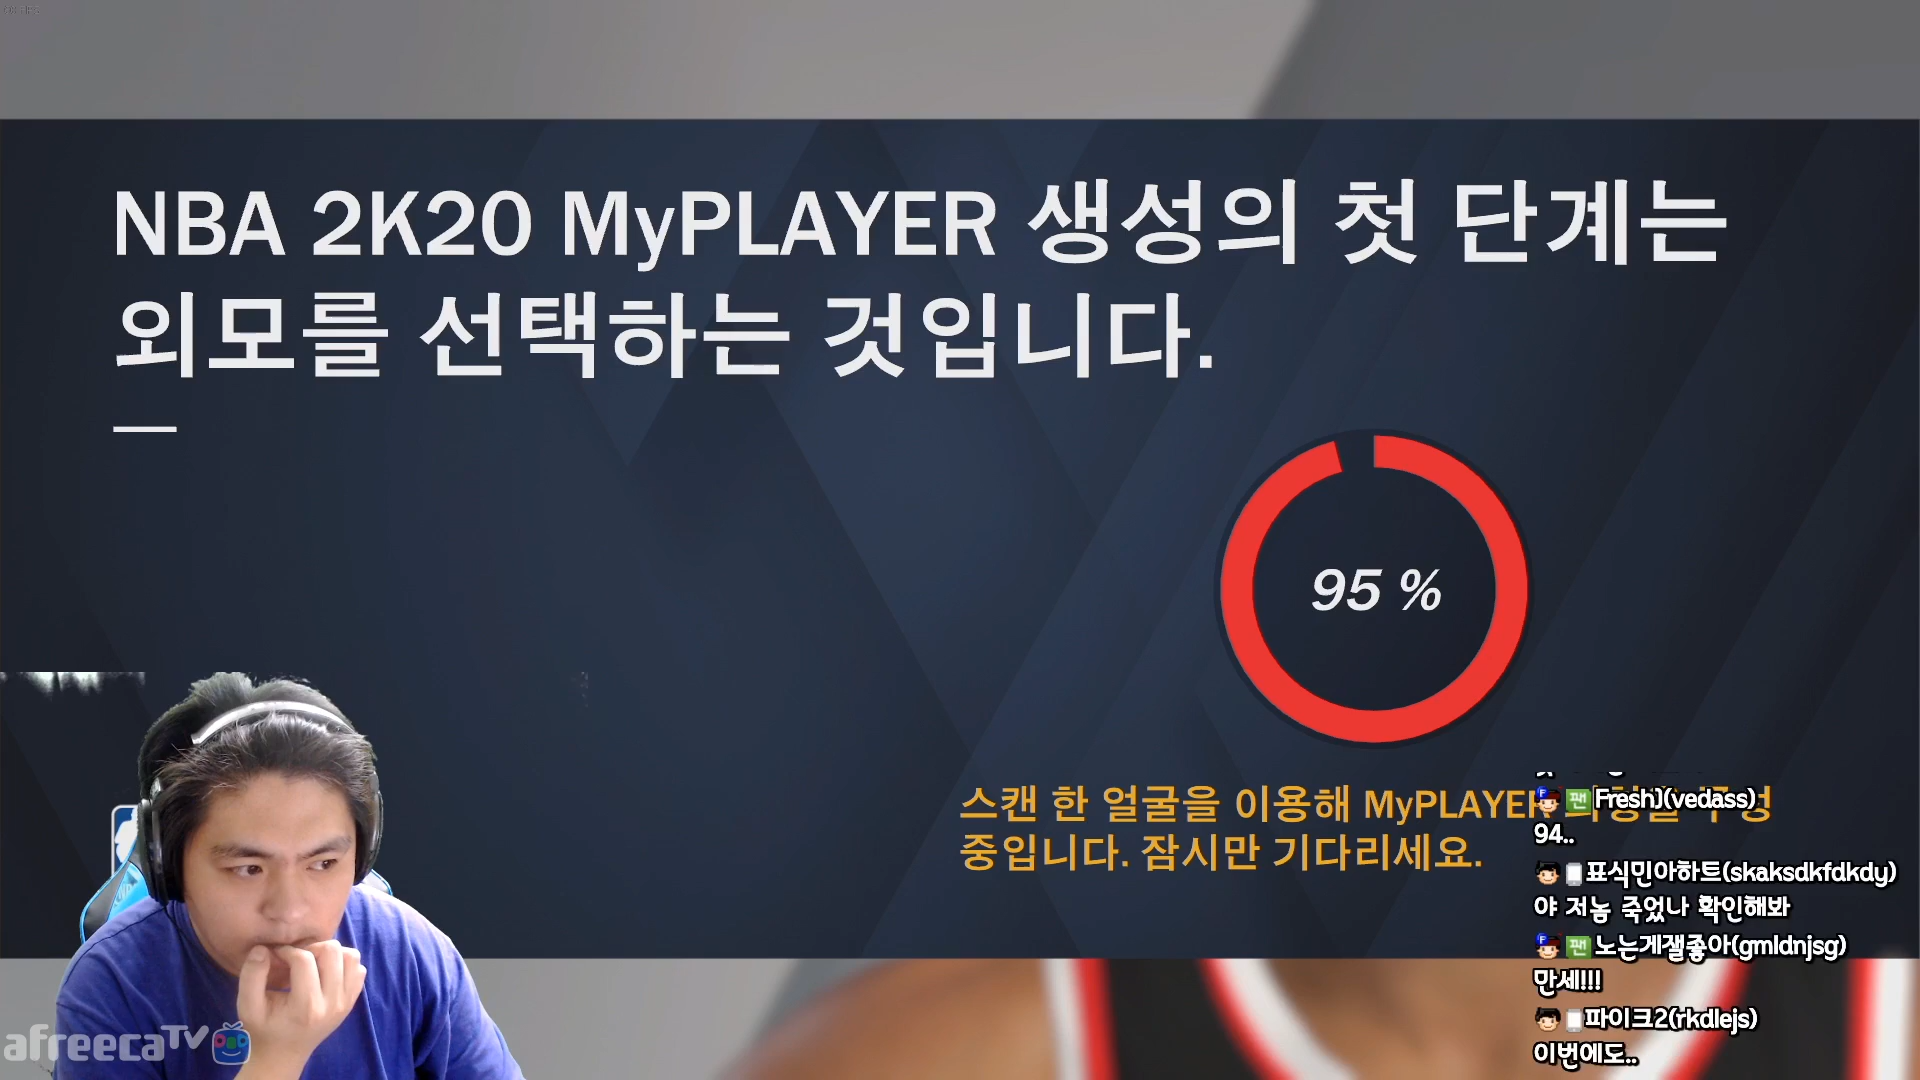 NBA 2K20 MyPLAYER 생성의 첫 단계는
외모를 선택하는 것입니다.
95 %
스캔 한 얼굴을 이용해 MyPLAYER
중입니다. 잠시만 기다리세요.
팬 Fresh](vedass)
94..
표식민아하트(skaksdkfdkdy)
야 저놈 죽었나 확인해봐
팬 노는게잴죻아(gmldnjsg)
만세!!!
파이크2(rkdlejs)
이번에도..
afreecaTV